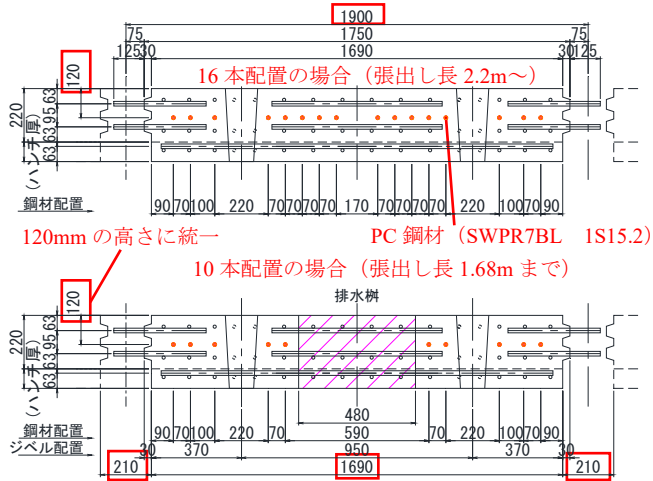 1900
75 1750 75
125 30 1690 30 125
120
16 本配置の場合（張出し長 2.2m～）
220 63 95 63
（ハンチ厚） 63
鋼材配置 90 70 100 220 70 70 70 70 170 70 70 70 70 220 100 70 90
120mm の高さに統一
PC 鋼材（SWPR7BL 1S15.2）
10 本配置の場合（張出し長 1.68m まで）
120
排水桝
220 63 95 63
（ハンチ厚） 63
480
鋼材配置 90 70 100 220 70 590 70 220 100 70 90
ジベル配置 30 370 950 370 30
210 1690 210